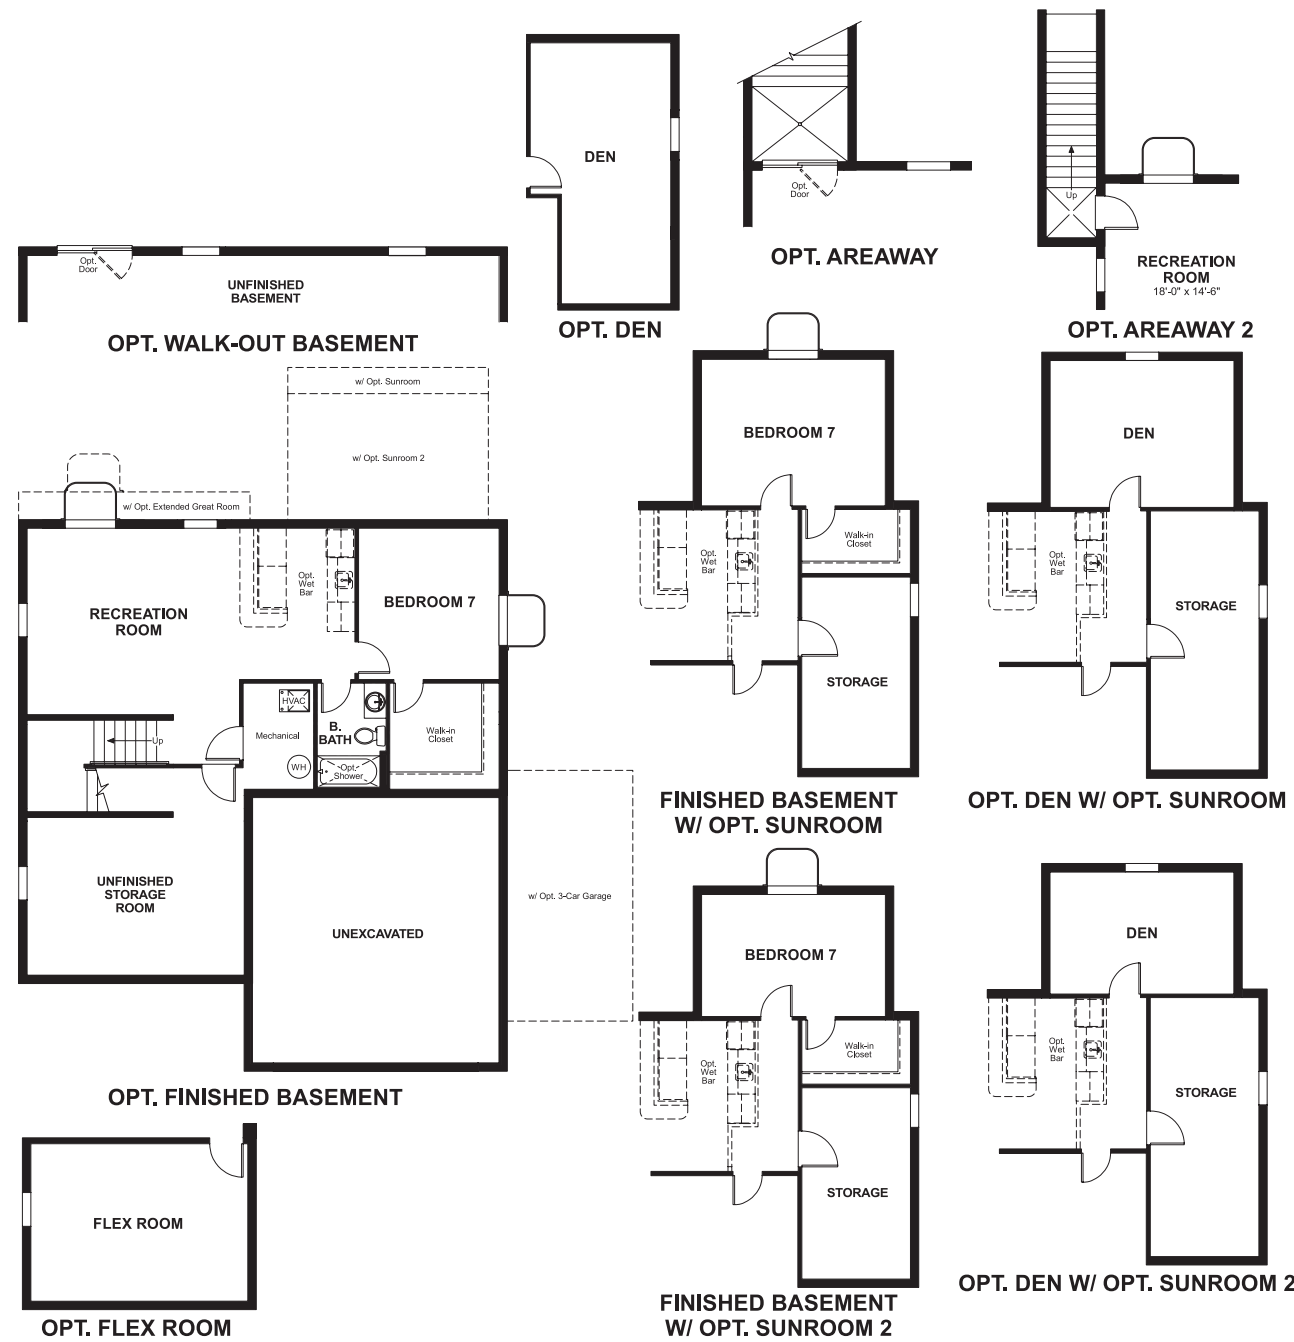 DEN
OPT. DEN
Opt.
Door
OPT. AREAWAY
Up
RECREATION
ROOM
18'-0" x 14'-6"
OPT. AREAWAY 2
Opt.
Door
UNFINISHED
BASEMENT
OPT. WALK-OUT BASEMENT
w/ Opt. Sunroom
w/ Opt. Sunroom 2
w/ Opt. Extended Great Room
RECREATION
ROOM
Opt.
Wet
Bar
BEDROOM 7
HVAC
Mechanical
WH
B.
BATH
Opt.
Shower
Walk-in
Closet
Up
UNFINISHED
STORAGE
ROOM
UNEXCAVATED
w/ Opt. 3-Car Garage
OPT. FINISHED BASEMENT
FLEX ROOM
OPT. FLEX ROOM
BEDROOM 7
Opt.
Wet
Bar
Walk-in
Closet
STORAGE
FINISHED BASEMENT
W/ OPT. SUNROOM
DEN
Opt.
Wet
Bar
STORAGE
OPT. DEN W/ OPT. SUNROOM
BEDROOM 7
Opt.
Wet
Bar
Walk-in
Closet
STORAGE
FINISHED BASEMENT
W/ OPT. SUNROOM 2
DEN
Opt.
Wet
Bar
STORAGE
OPT. DEN W/ OPT. SUNROOM 2